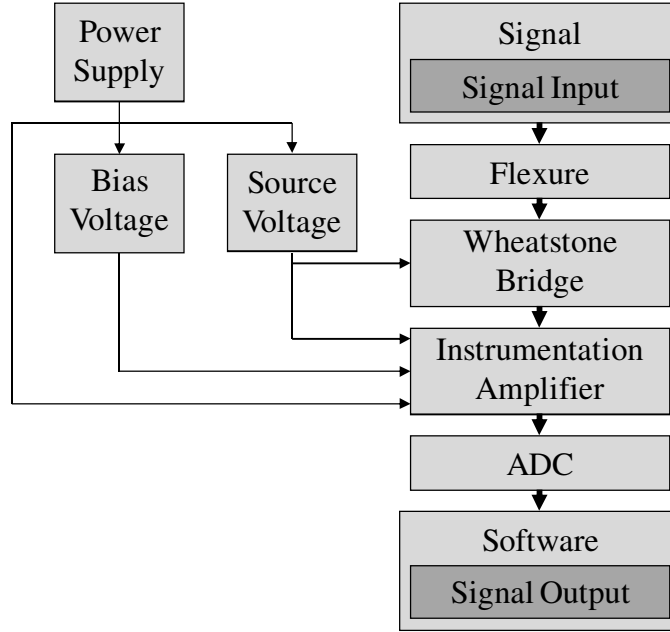 Power
Supply
Bias
Voltage
Source
Voltage
Signal
Signal Input
Flexure
Wheatstone
Bridge
Instrumentation
Amplifier
ADC
Software
Signal Output